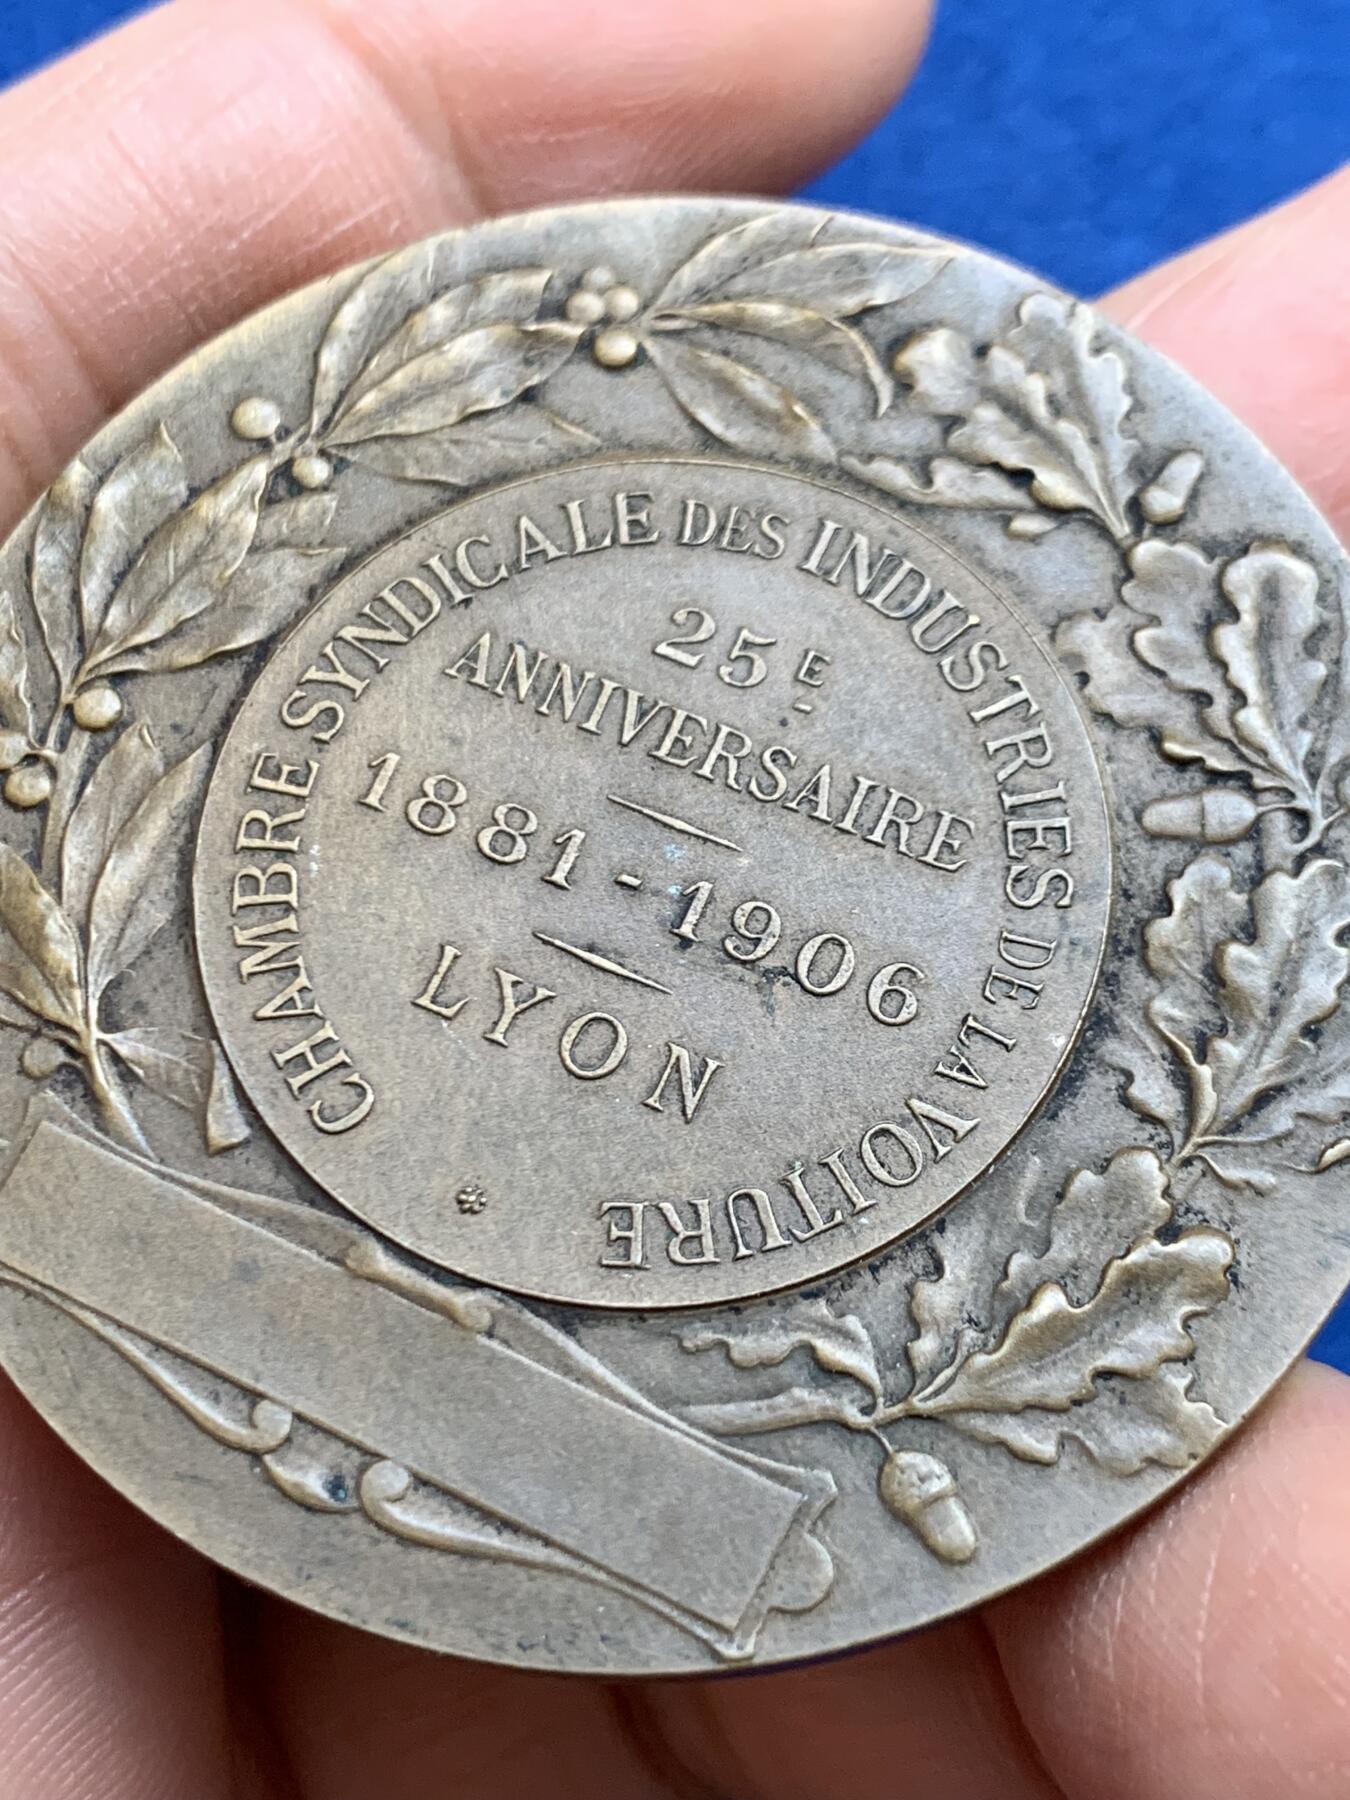 CHAMBRE SYNDICALE DES INDUSTRIES DE LA VOITURE
25E
ANNIVERSAIRE
1881-1906
LYON